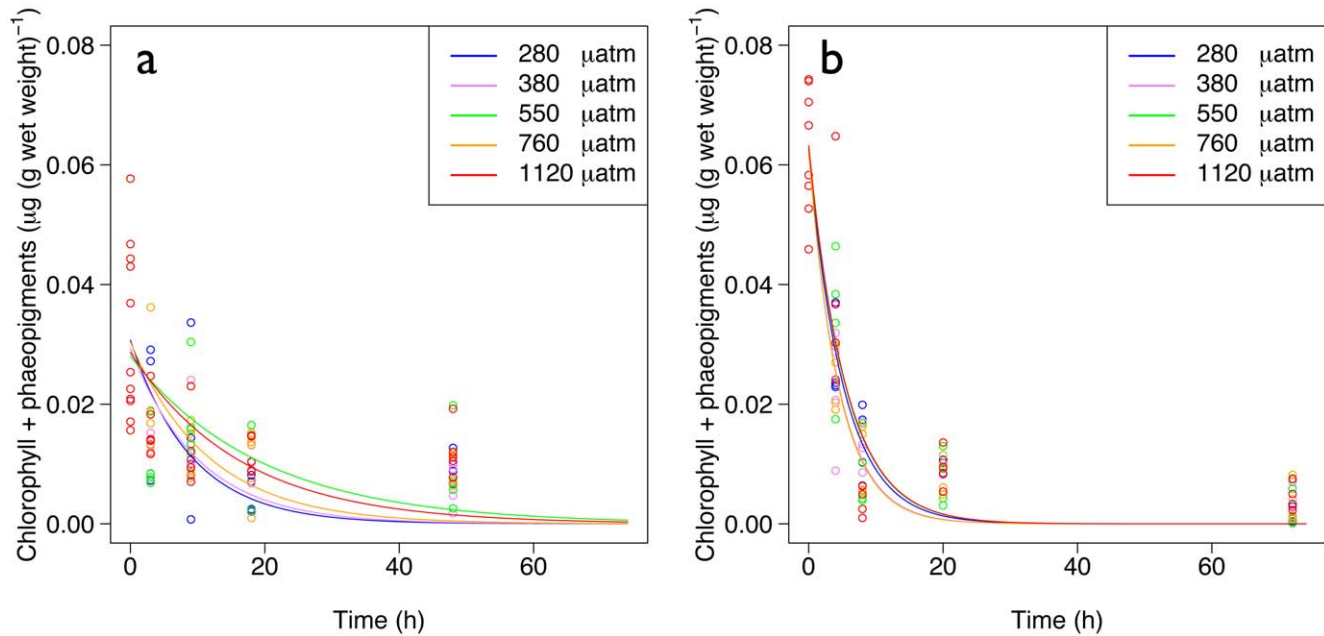 a
280 μatm
380 μatm
550 μatm
760 μatm
1120 μatm
0.08
0.06
0.04
0.02
0.00
Chlorophyll + phaeopigments (μg (g wet weight)⁻¹)
0 20 40 60
Time (h)
b
280 μatm
380 μatm
550 μatm
760 μatm
1120 μatm
0.08
0.06
0.04
0.02
0.00
Chlorophyll + phaeopigments (μg (g wet weight)⁻¹)
0 20 40 60
Time (h)